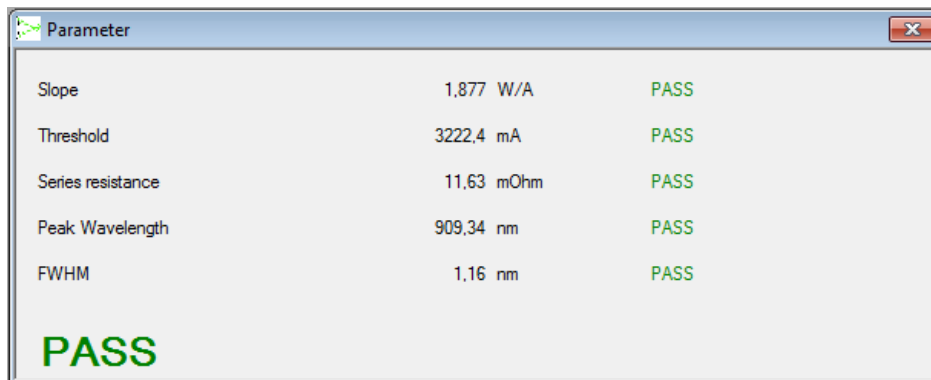 Parameter
Slope 1,877 W/A PASS
Threshold 3222,4 mA PASS
Series resistance 11,63 mOhm PASS
Peak Wavelength 909,34 nm PASS
FWHM 1,16 nm PASS
PASS